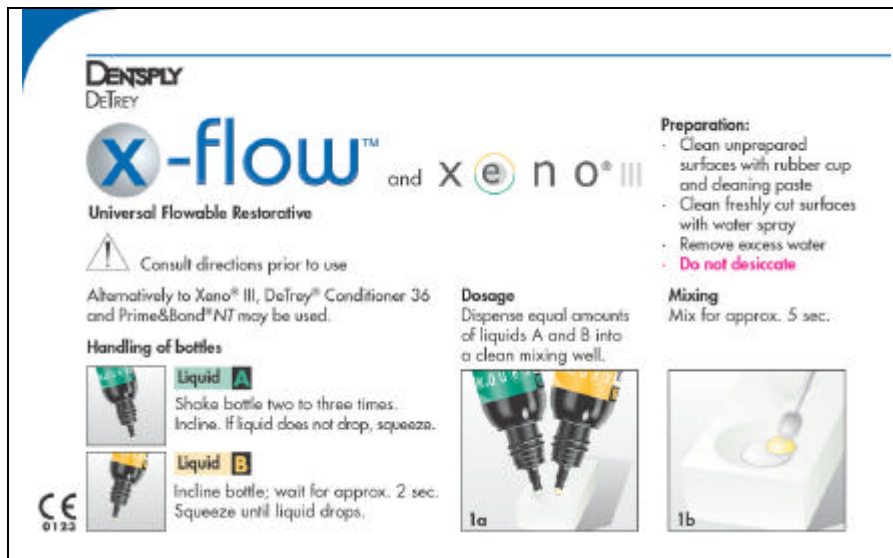 DENTSPLY
DETREY
x-flow™ and xeno® III
Universal Flowable Restorative
Consult directions prior to use
Alternatively to Xeno® III, DeTrey® Conditioner 36
and Prime&Bond®NT may be used.
Handling of bottles
Liquid A
Shake bottle two to three times.
Incline. If liquid does not drop, squeeze.
Liquid B
Incline bottle; wait for approx. 2 sec.
Squeeze until liquid drops.
CE
0123
Preparation:
· Clean unprepared
surfaces with rubber cup
and cleaning paste
· Clean freshly cut surfaces
with water spray
· Remove excess water
· Do not desiccate
Dosage
Dispense equal amounts
of liquids A and B into
a clean mixing well.
1a
Mixing
Mix for approx. 5 sec.
1b